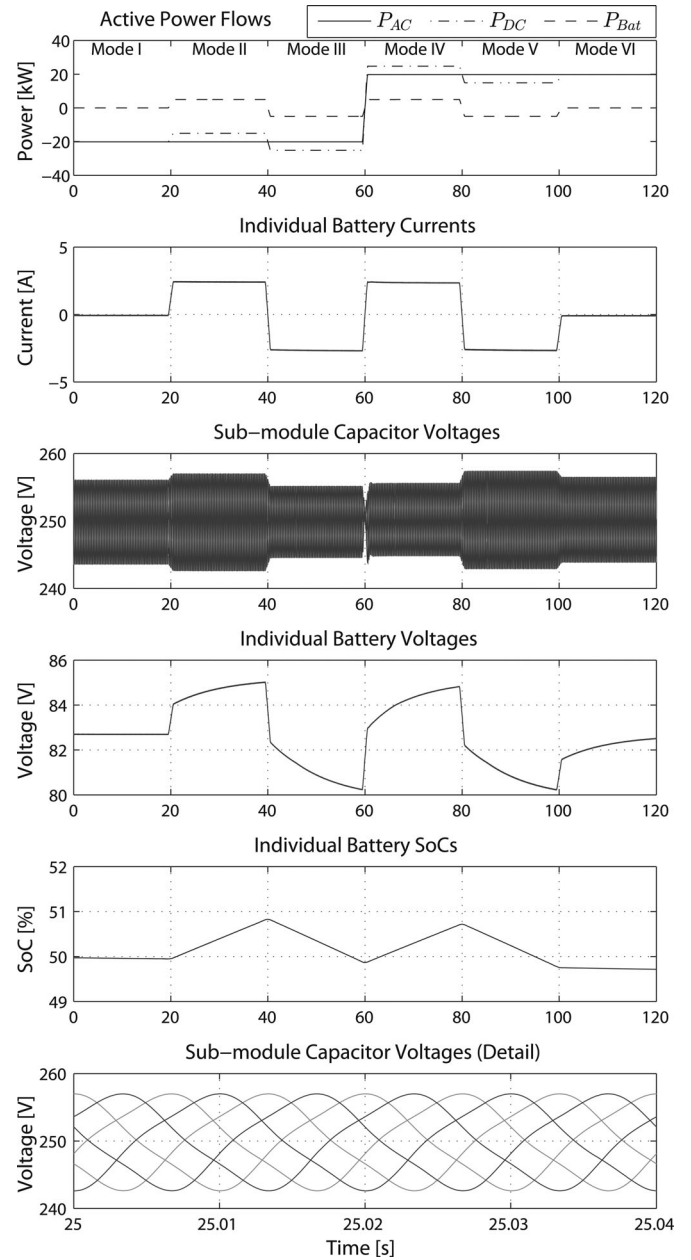 Active Power Flows
P_AC P_DC P_Bat
Mode I Mode II Mode III Mode IV Mode V Mode VI
Power [kW]
40
20
0
−20
−40
0 20 40 60 80 100 120
Individual Battery Currents
Current [A]
5
0
−5
0 20 40 60 80 100 120
Sub−module Capacitor Voltages
Voltage [V]
260
250
240
0 20 40 60 80 100 120
Individual Battery Voltages
Voltage [V]
86
84
82
80
0 20 40 60 80 100 120
Individual Battery SoCs
SoC [%]
52
51
50
49
0 20 40 60 80 100 120
Sub−module Capacitor Voltages (Detail)
Voltage [V]
260
250
240
25 25.01 25.02 25.03 25.04
Time [s]